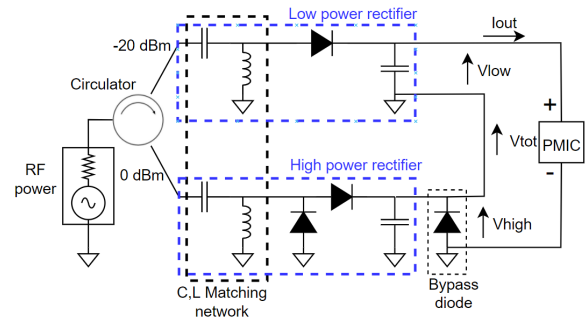 Low power rectifier
Iout
-20 dBm
Vlow
Circulator
+
Vtot
PMIC
-
RF
power
0 dBm
High power rectifier
Vhigh
C,L Matching
network
Bypass
diode